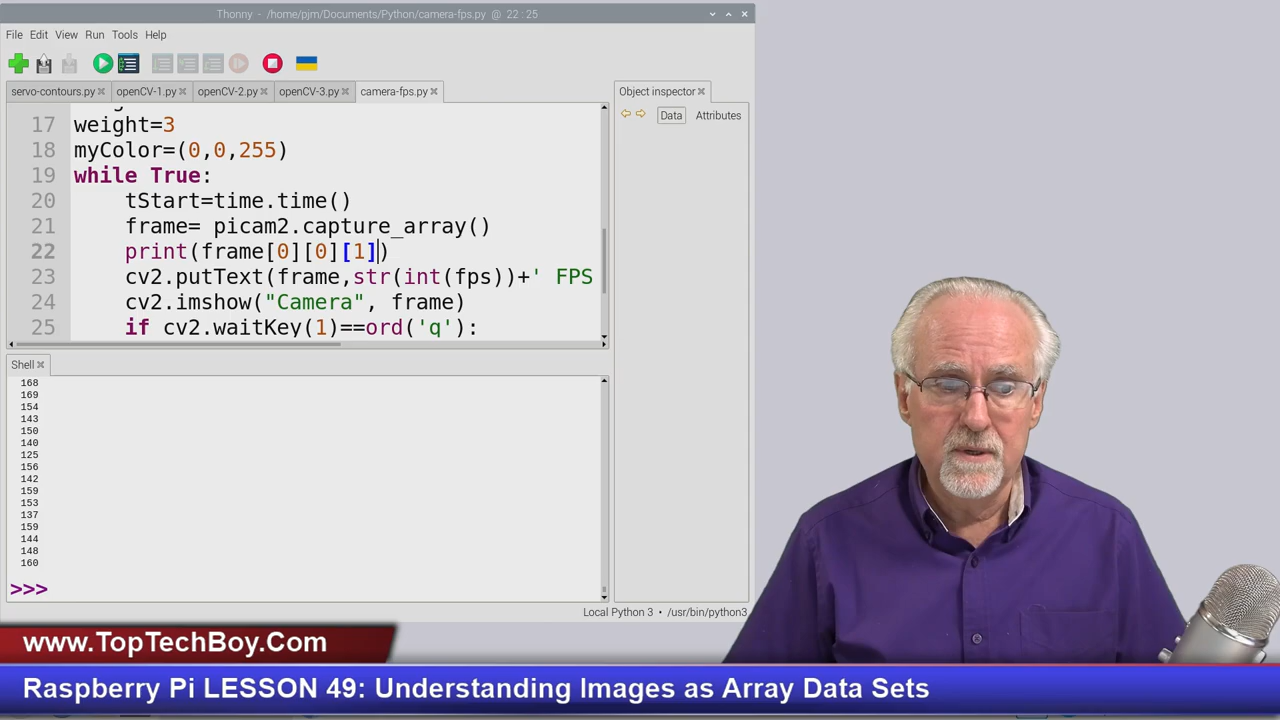 Thonny - /home/pjm/Documents/Python/camera-fps.py @ 22:25
File Edit View Run Tools Help
servo-contours.py openCV-1.py openCV-2.py openCV-3.py camera-fps.py
17 weight=3
18 myColor=(0,0,255)
19 while True:
20 tStart=time.time()
21 frame= picam2.capture_array()
22 print(frame[0][0][1])
23 cv2.putText(frame,str(int(fps))+' FPS
24 cv2.imshow("Camera", frame)
25 if cv2.waitKey(1)==ord('q'):
Object inspector
Data Attributes
Shell
168
169
154
143
150
140
125
156
142
159
153
137
159
144
148
160
>>>
Local Python 3 • /usr/bin/python3
www.TopTechBoy.Com
Raspberry Pi LESSON 49: Understanding Images as Array Data Sets